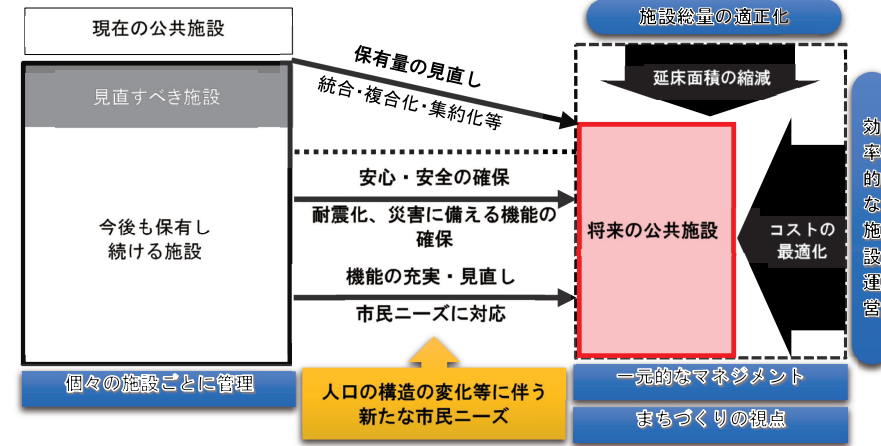 現在の公共施設
見直すべき施設
今後も保有し
続ける施設
個々の施設ごとに管理
保有量の見直し
統合・複合化・集約化等
安心・安全の確保
耐震化、災害に備える機能の
確保
機能の充実・見直し
市民ニーズに対応
人口の構造の変化等に伴う
新たな市民ニーズ
施設総量の適正化
延床面積の縮減
将来の公共施設
コストの
最適化
効率的な施設運営
一元的なマネジメント
まちづくりの視点